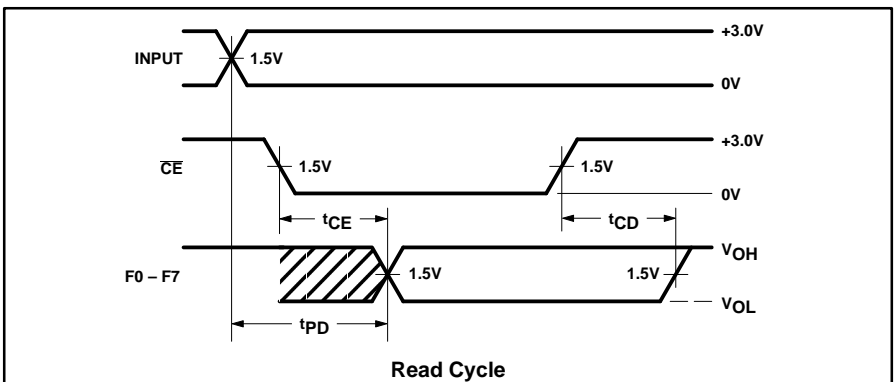 +3.0V
INPUT
1.5V
0V
+3.0V
CE
1.5V
1.5V
0V
tCE
tCD
VOH
F0 – F7
1.5V
1.5V
VOL
tPD
Read Cycle